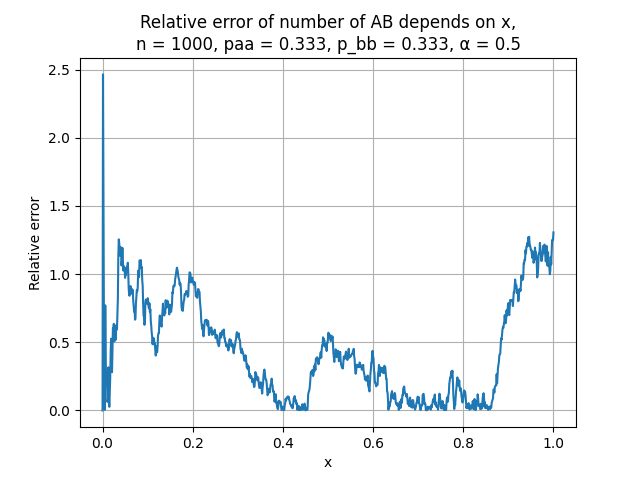 Relative error of number of AB depends on x,
n = 1000, paa = 0.333, p_bb = 0.333, α = 0.5
2.5
2.0
1.5
1.0
0.5
0.0
Relative error
0.0 0.2 0.4 0.6 0.8 1.0
x